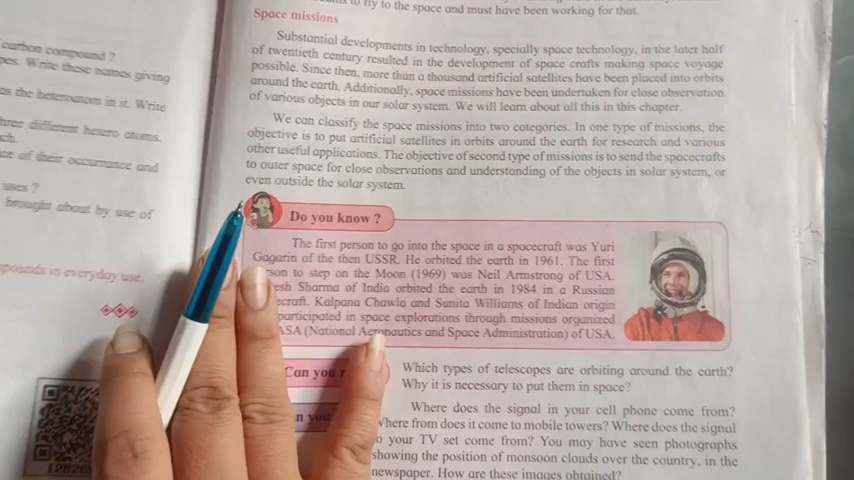 to fly to the space and must have been working for that.
Space missions
Substantial developments in technology, specially space technology, in the later half
of twentieth century resulted in the development of space crafts making space voyage
possible. Since then, more than a thousand artificial satellites have been placed into orbits
around the earth. Additionally, space missions have been undertaken for close observation
of various objects in our solar system. We will learn about all this in this chapter.
We can classify the space missions into two categories. In one type of missions, the
objective is to put artificial satellites in orbits around the earth for research and various
other useful applications. The objective of second type of missions is to send the spacecrafts
to outer space for close observations and understanding of the objects in solar system, or
even outside the solar system.
Do you know ?
The first person to go into the space in a spacecraft was Yuri
Gagarin of the then USSR. He orbited the earth in 1961. The first
son to step on the Moon (1969) was Neil Armstrong of USA.
esh Sharma of India orbited the earth in 1984 in a Russian
ecraft. Kalpana Chawla and Sunita Williams of Indian origin
participated in space explorations through missions organized
ASA (National Aeronautics and Space Administration) of USA.
Can you
Which types of telescopes are orbiting around the earth?
Why it is necessary to put them in space?
n you
Where does the signal in your cell phone come from?
Where from does it come to mobile towers? Where does the signal
o your TV set come from? You may have seen photographs
showing the position of monsoon clouds over the country, in the
newspaper. How are these images obtained?
carbon compound ?
pes. Write these names giving
as the heteroatom in it. Write
three different hetero atoms.
ch.
ce of their occurrance and
uses ?
brought about by use of
pounds in everyday use.